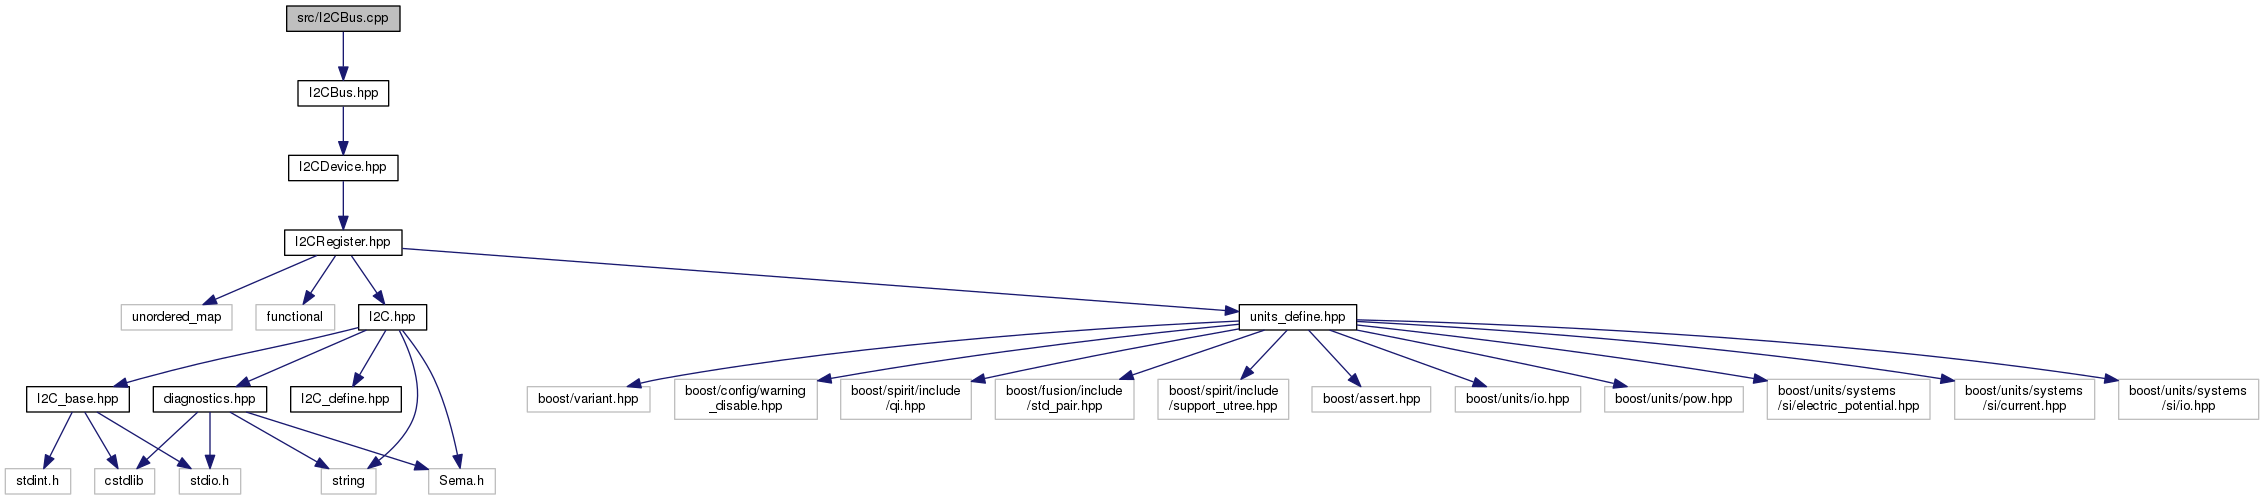 src/I2CBus.cpp
I2CBus.hpp
I2CDevice.hpp
I2CRegister.hpp
unordered_map
functional
I2C.hpp
units_define.hpp
I2C_base.hpp
diagnostics.hpp
I2C_define.hpp
boost/variant.hpp
boost/config/warning
_disable.hpp
boost/spirit/include
/qi.hpp
boost/fusion/include
/std_pair.hpp
boost/spirit/include
/support_utree.hpp
boost/assert.hpp
boost/units/io.hpp
boost/units/pow.hpp
boost/units/systems
/si/electric_potential.hpp
boost/units/systems
/si/current.hpp
boost/units/systems
/si/io.hpp
stdint.h
cstdlib
stdio.h
string
Sema.h